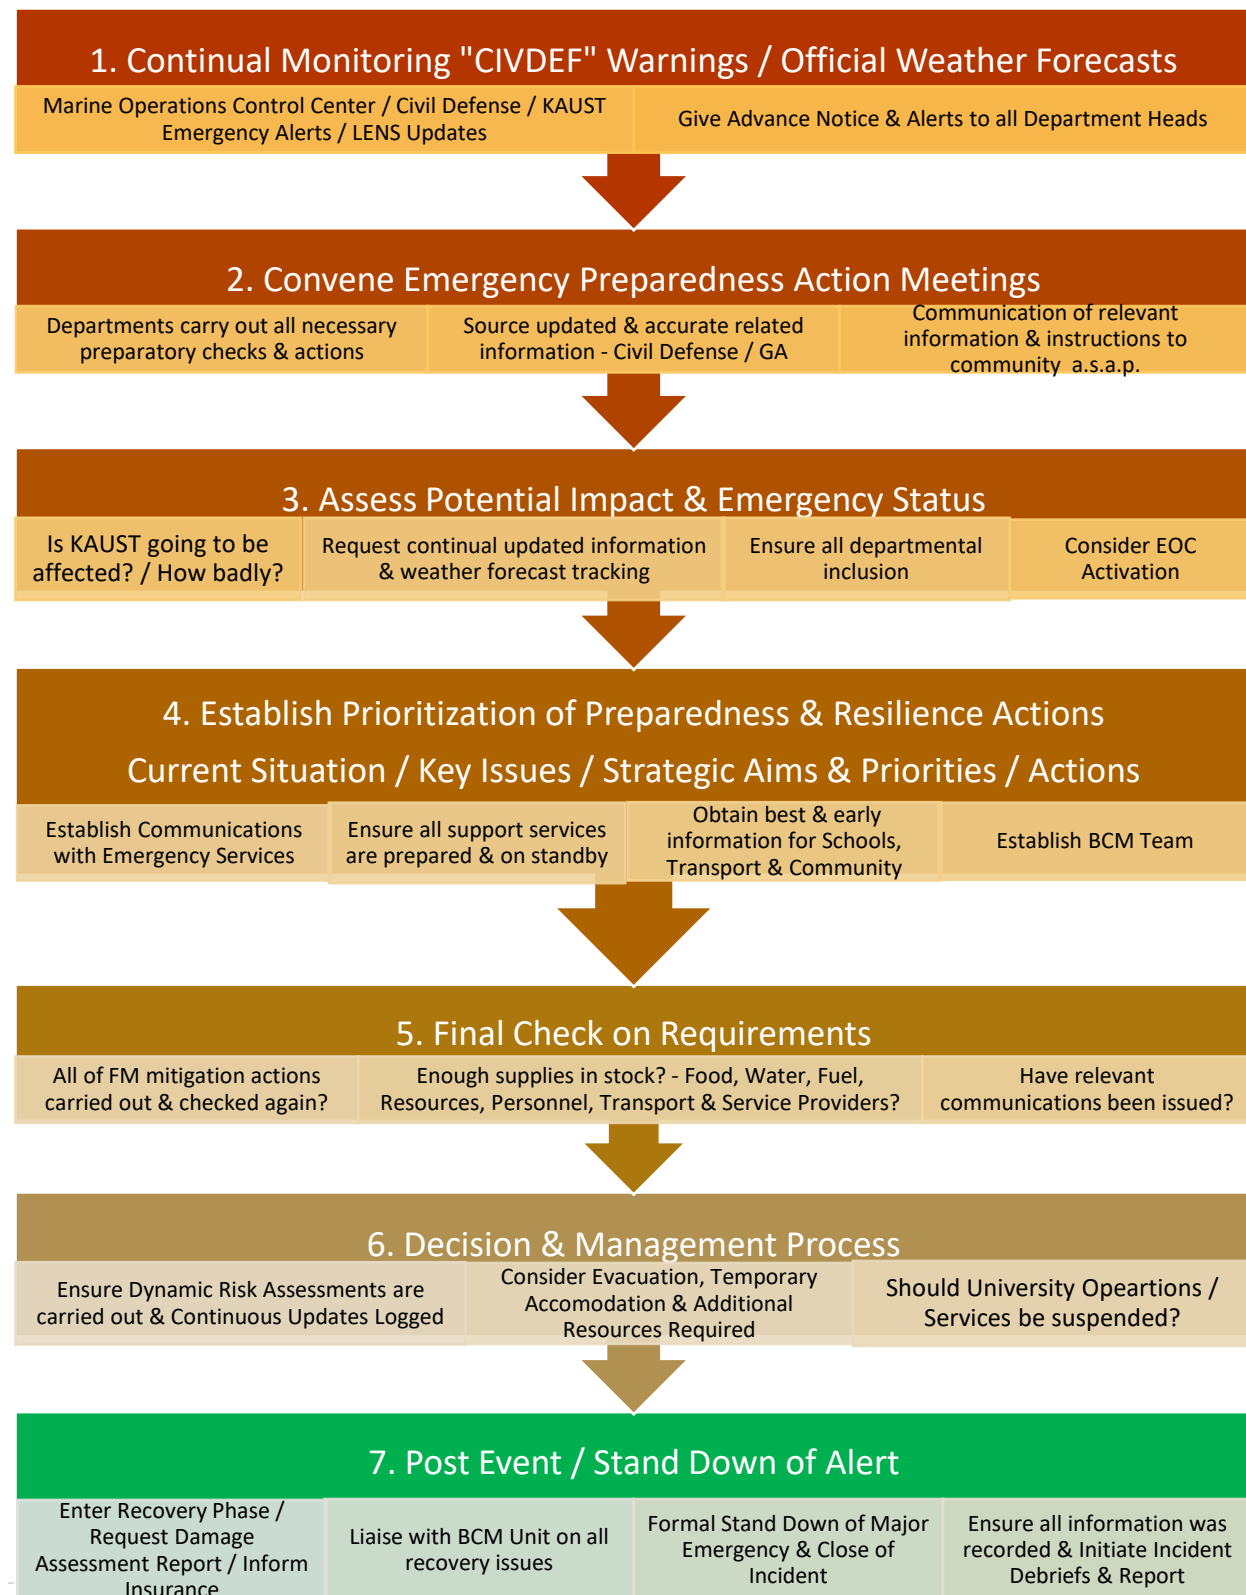 1. Continual Monitoring "CIVDEF" Warnings / Official Weather Forecasts
Marine Operations Control Center / Civil Defense / KAUST
Emergency Alerts / LENS Updates
Give Advance Notice & Alerts to all Department Heads
2. Convene Emergency Preparedness Action Meetings
Departments carry out all necessary
preparatory checks & actions
Source updated & accurate related
information - Civil Defense / GA
Communication of relevant
information & instructions to
community a.s.a.p.
3. Assess Potential Impact & Emergency Status
Is KAUST going to be
affected? / How badly?
Request continual updated information
& weather forecast tracking
Ensure all departmental
inclusion
Consider EOC
Activation
4. Establish Prioritization of Preparedness & Resilience Actions
Current Situation / Key Issues / Strategic Aims & Priorities / Actions
Establish Communications
with Emergency Services
Ensure all support services
are prepared & on standby
Obtain best & early
information for Schools,
Transport & Community
Establish BCM Team
5. Final Check on Requirements
All of FM mitigation actions
carried out & checked again?
Enough supplies in stock? - Food, Water, Fuel,
Resources, Personnel, Transport & Service Providers?
Have relevant
communications been issued?
6. Decision & Management Process
Ensure Dynamic Risk Assessments are
carried out & Continuous Updates Logged
Consider Evacuation, Temporary
Accomodation & Additional
Resources Required
Should University Opeartions /
Services be suspended?
7. Post Event / Stand Down of Alert
Enter Recovery Phase /
Request Damage
Assessment Report / Inform
Insurance
Liaise with BCM Unit on all
recovery issues
Formal Stand Down of Major
Emergency & Close of
Incident
Ensure all information was
recorded & Initiate Incident
Debriefs & Report